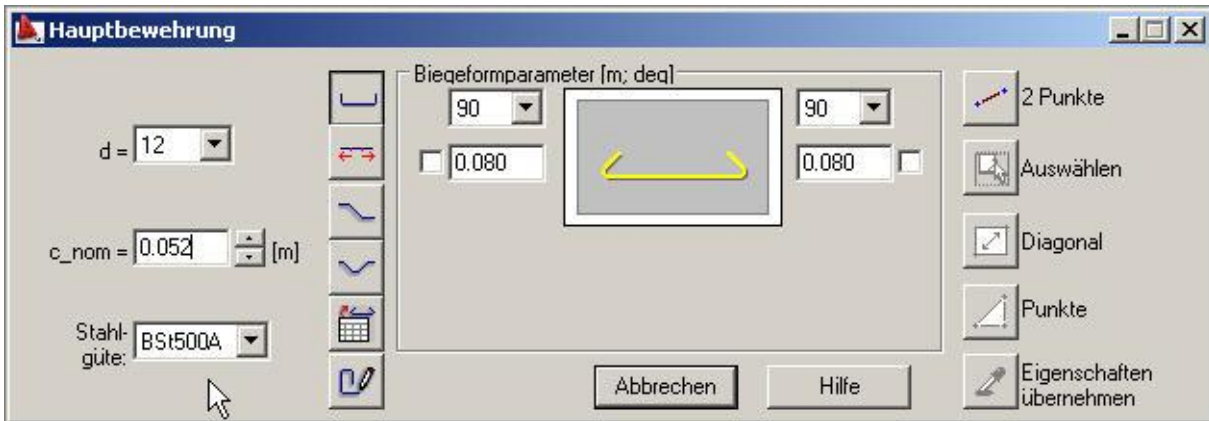 Hauptbewehrung
d = 12
c_nom = 0.052 [m]
Stahl-
güte: BSt500A
Biegeformparameter [m; deg]
90 90
0.080 0.080
Abbrechen Hilfe
2 Punkte
Auswählen
Diagonal
Punkte
Eigenschaften
übernehmen